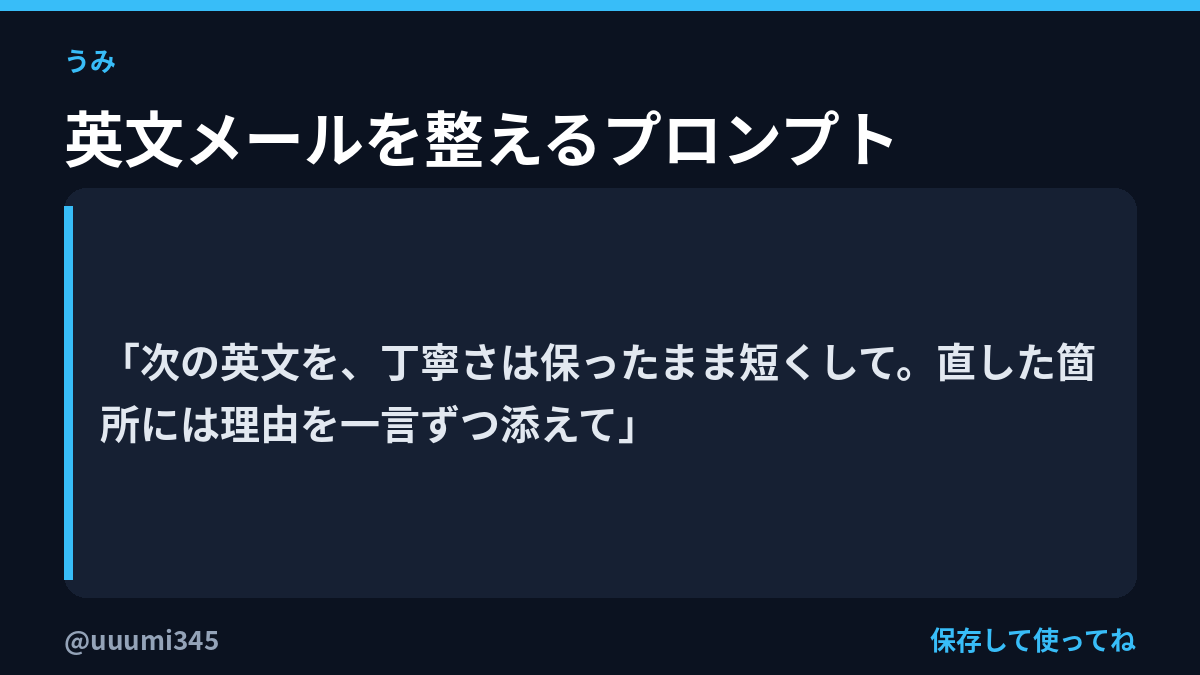 うみ
英文メールを整えるプロンプト
「次の英文を、丁寧さは保ったまま短くして。直した箇
所には理由を一言ずつ添えて」
@uuumi345
保存して使ってね